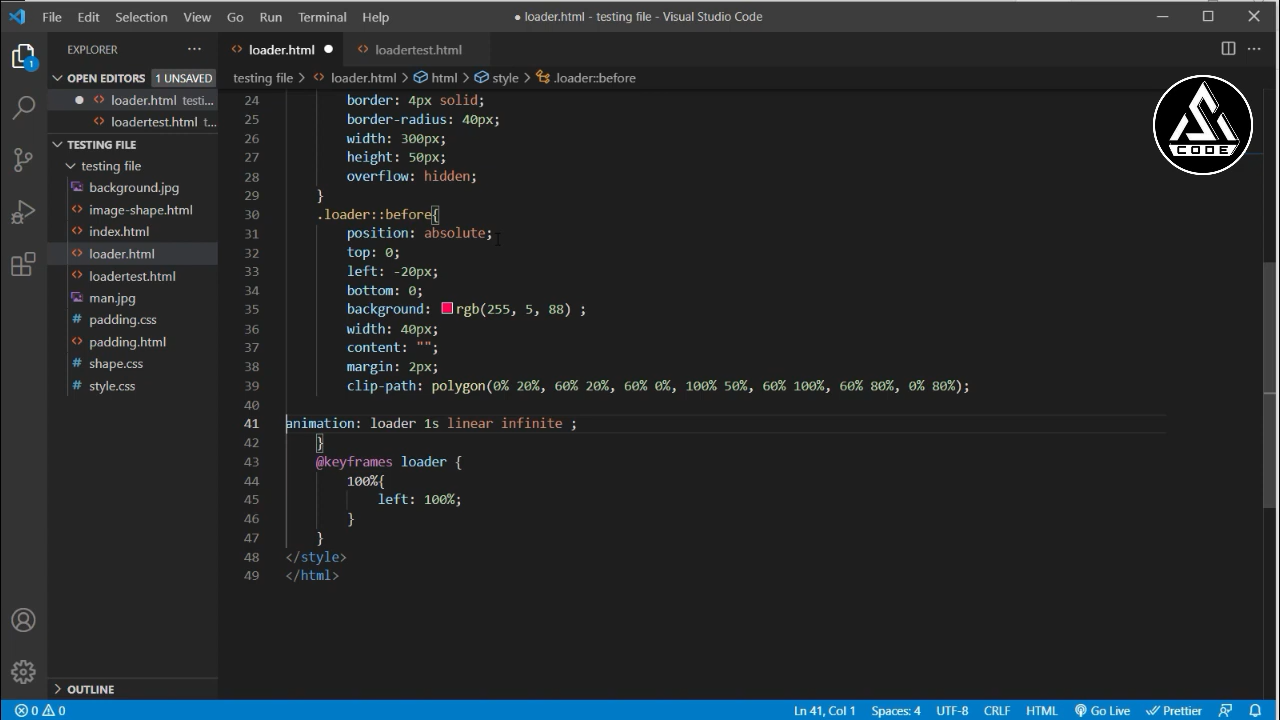 File Edit Selection View Go Run Terminal Help
● loader.html - testing file - Visual Studio Code
EXPLORER
OPEN EDITORS 1 UNSAVED
loader.html testi...
loadertest.html t...
TESTING FILE
testing file
background.jpg
image-shape.html
index.html
loader.html
loadertest.html
man.jpg
padding.css
padding.html
shape.css
style.css
OUTLINE
loader.html loadertest.html
testing file > loader.html > html > style > .loader::before
24 border: 4px solid;
25 border-radius: 40px;
26 width: 300px;
27 height: 50px;
28 overflow: hidden;
29 }
30 .loader::before{
31 position: absolute;
32 top: 0;
33 left: -20px;
34 bottom: 0;
35 background: rgb(255, 5, 88) ;
36 width: 40px;
37 content: "";
38 margin: 2px;
39 clip-path: polygon(0% 20%, 60% 20%, 60% 0%, 100% 50%, 60% 100%, 60% 80%, 0% 80%);
40
41 animation: loader 1s linear infinite ;
42 }
43 @keyframes loader {
44 100%{
45 left: 100%;
46 }
47 }
48 </style>
49 </html>
CODE
1
0 0
Ln 41, Col 1 Spaces: 4 UTF-8 CRLF HTML Go Live Prettier